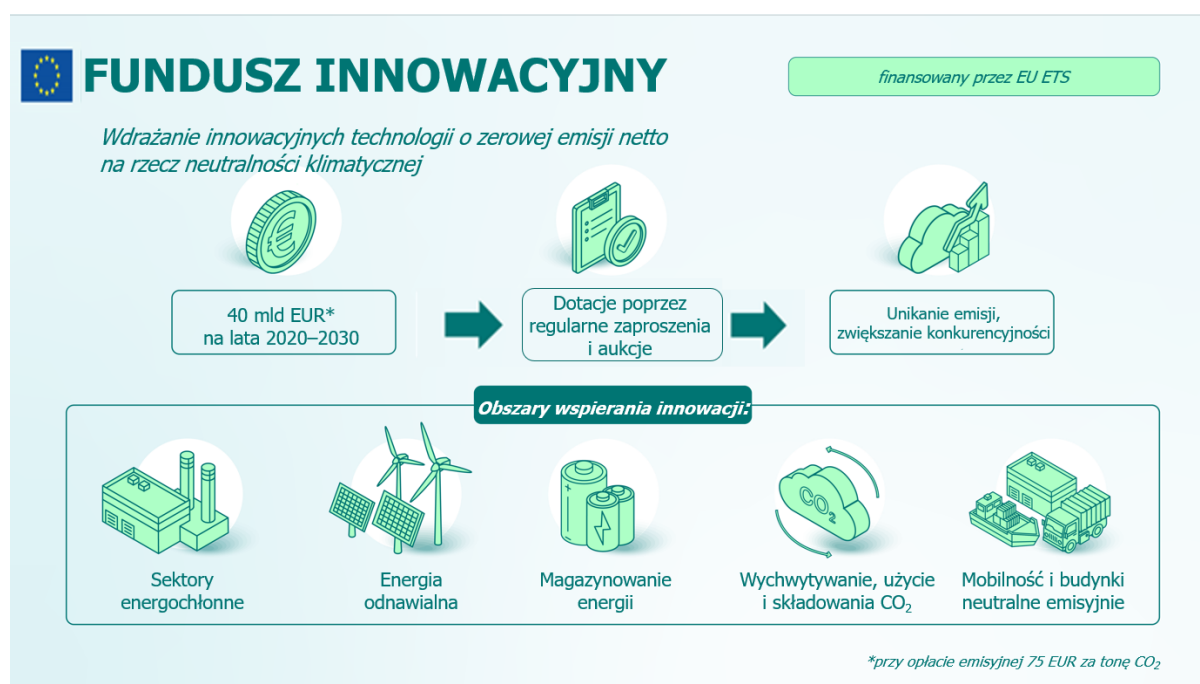 FUNDUSZ INNOWACYJNY
finansowany przez EU ETS
Wdrażanie innowacyjnych technologii o zerowej emisji netto
na rzecz neutralności klimatycznej
40 mld EUR*
na lata 2020–2030
Dotacje poprzez
regularne zaproszenia
i aukcje
Unikanie emisji,
zwiększanie konkurencyjności
Obszary wspierania innowacji:
CO₂
Sektory
energochłonne
Energia
odnawialna
Magazynowanie
energii
Wychwytywanie, użycie
i składowania CO₂
Mobilność i budynki
neutralne emisyjnie
*przy opłacie emisyjnej 75 EUR za tonę CO₂